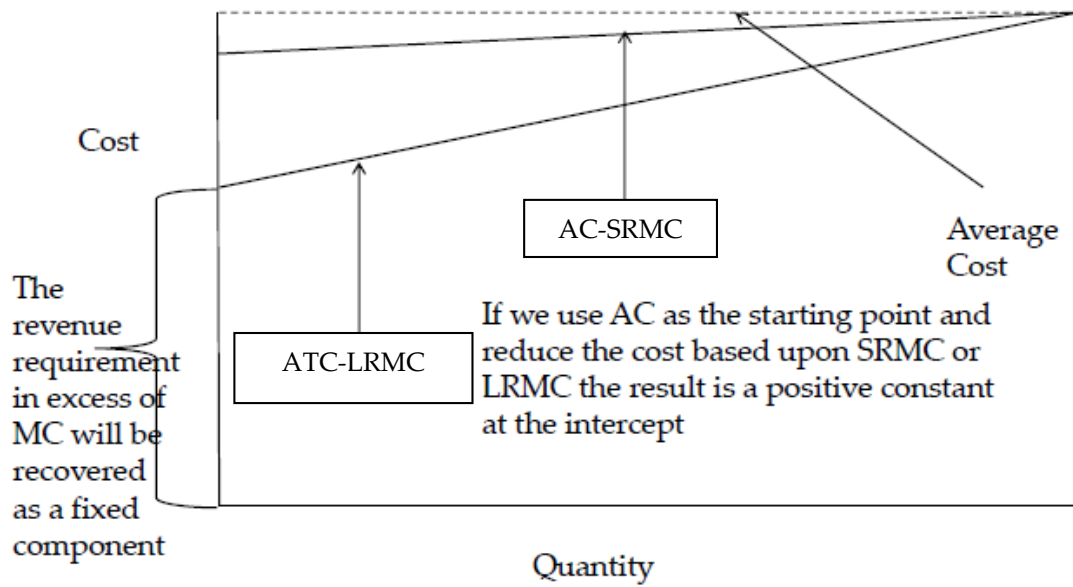 Cost
AC-SRMC
Average
Cost
The
revenue
requirement
in excess of
MC will be
recovered
as a fixed
component
ATC-LRMC
If we use AC as the starting point and
reduce the cost based upon SRMC or
LRMC the result is a positive constant
at the intercept
Quantity